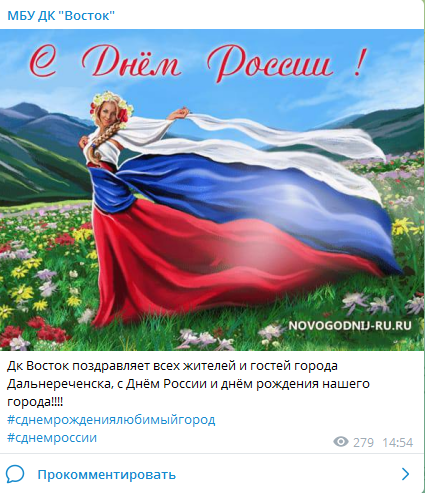 МБУ ДК "Восток"
С Днём России !
NOVOGODNIJ-RU.RU
Дк Восток поздравляет всех жителей и гостей города
Дальнереченска, с Днём России и днём рождения нашего
города!!!!
#сднемрождениялюбимыйгород
#сднемроссии
279 14:54
Прокомментировать